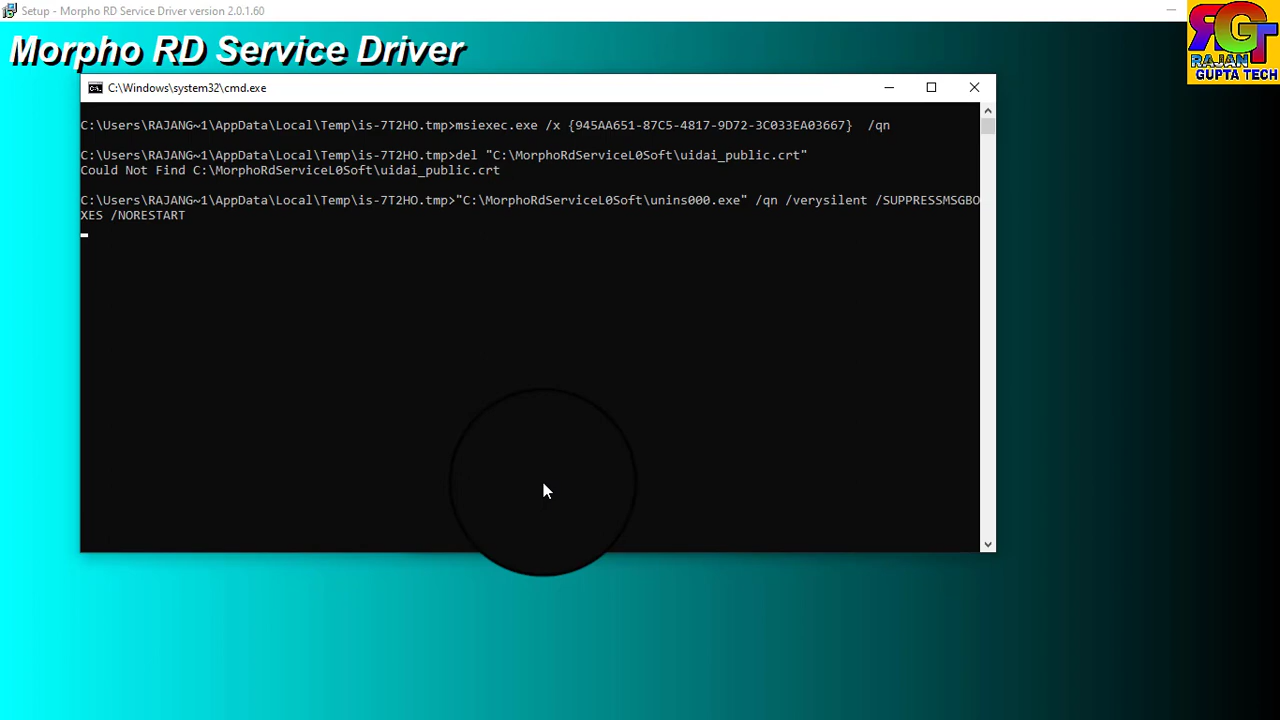 Setup - Morpho RD Service Driver version 2.0.1.60
Morpho RD Service Driver
RGT
RAJAN
GUPTA TECH
C:\Windows\system32\cmd.exe
C:\Users\RAJANG~1\AppData\Local\Temp\is-7T2HO.tmp>msiexec.exe /x {945AA651-87C5-4817-9D72-3C033EA03667}  /qn
C:\Users\RAJANG~1\AppData\Local\Temp\is-7T2HO.tmp>del "C:\MorphoRdServiceL0Soft\uidai_public.crt"
Could Not Find C:\MorphoRdServiceL0Soft\uidai_public.crt
C:\Users\RAJANG~1\AppData\Local\Temp\is-7T2HO.tmp>"C:\MorphoRdServiceL0Soft\unins000.exe" /qn /verysilent /SUPPRESSMSGBO
XES /NORESTART